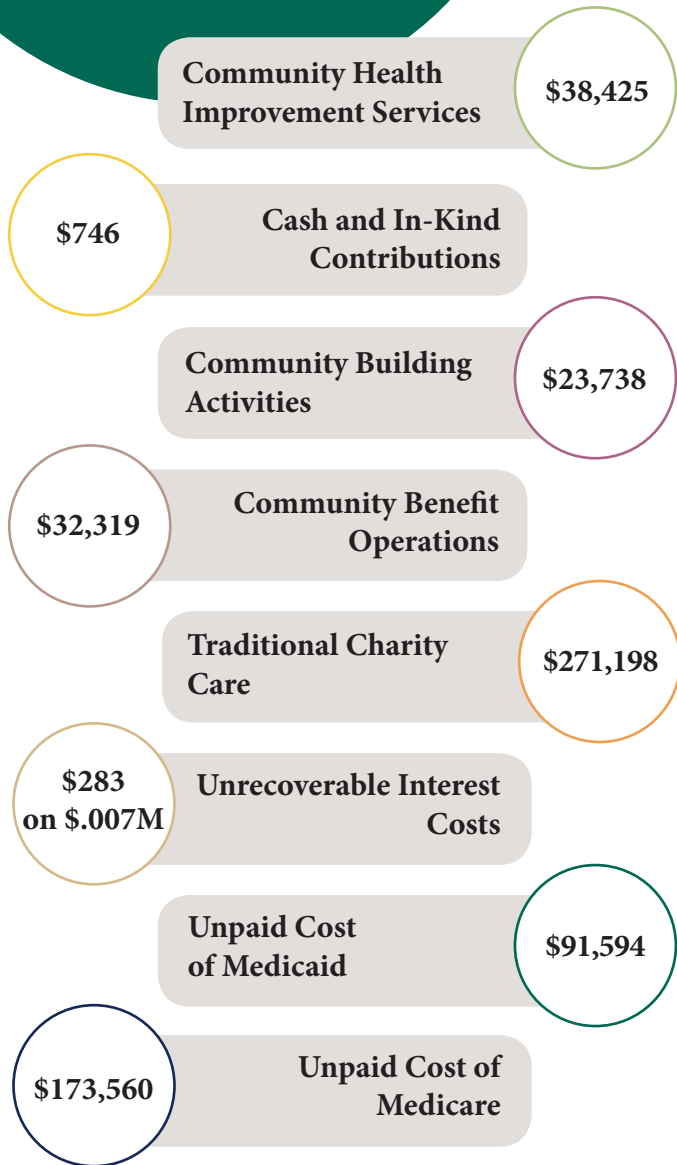 Community Health
Improvement Services
$38,425
$746
Cash and In-Kind
Contributions
Community Building
Activities
$23,738
$32,319
Community Benefit
Operations
Traditional Charity
Care
$271,198
$283
on $.007M
Unrecoverable Interest
Costs
Unpaid Cost
of Medicaid
$91,594
$173,560
Unpaid Cost of
Medicare